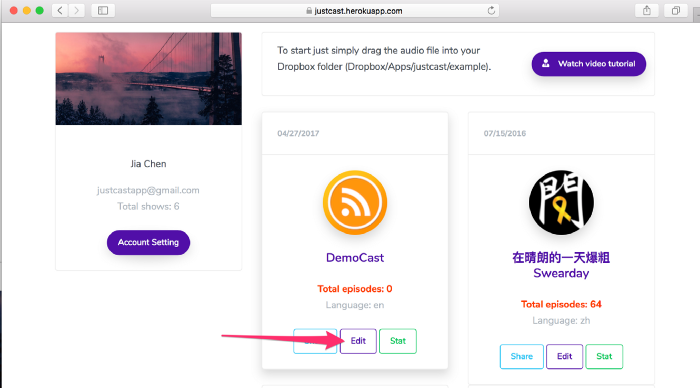 justcast.herokuapp.com
To start just simply drag the audio file into your
Dropbox folder (Dropbox/Apps/justcast/example).
Watch video tutorial
Jia Chen
justcastapp@gmail.com
Total shows: 6
Account Setting
04/27/2017
DemoCast
Total episodes: 0
Language: en
Edit
Stat
07/15/2016
閱
在晴朗的一天爆粗
Swearday
Total episodes: 64
Language: zh
Share
Edit
Stat